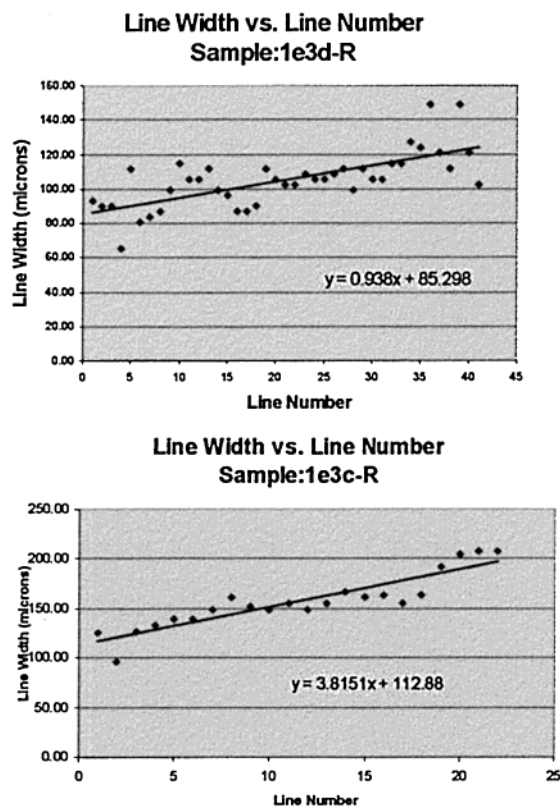 Line Width vs. Line Number
Sample:1e3d-R
Line Width (microns)
160.00
140.00
120.00
100.00
80.00
60.00
40.00
20.00
0.00
y = 0.938x + 85.298
0 5 10 15 20 25 30 35 40 45
Line Number
Line Width vs. Line Number
Sample:1e3c-R
Line Width (microns)
250.00
200.00
150.00
100.00
50.00
0.00
y = 3.8151x + 112.88
0 5 10 15 20 25
Line Number